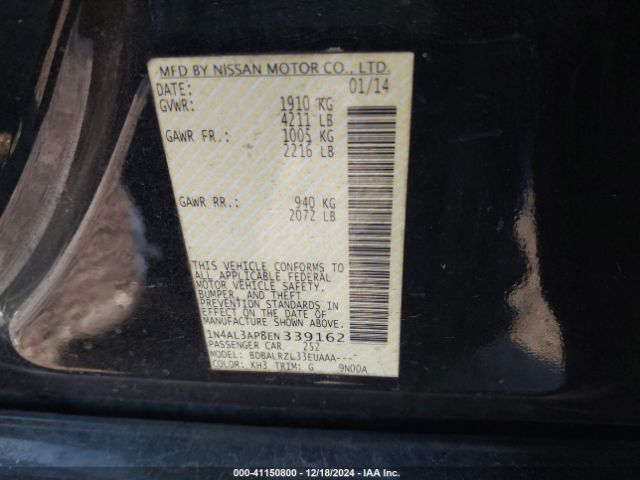 MFD BY NISSAN MOTOR CO., LTD.
DATE: 01/14
GVWR: 1910 KG
4211 LB
GAWR FR.: 1005 KG
2216 LB
GAWR RR.: 940 KG
2072 LB
THIS VEHICLE CONFORMS TO
ALL APPLICABLE FEDERAL
MOTOR VEHICLE SAFETY,
BUMPER, AND THEFT
PREVENTION STANDARDS IN
EFFECT ON THE DATE OF
MANUFACTURE SHOWN ABOVE.
1N4AL3AP8EN339162
PASSENGER CAR 252
MODEL: BDBALRZL33EUAAA---
COLOR: KH3 TRIM: G 9N00A
000-41150800 - 12/18/2024 - IAA Inc.